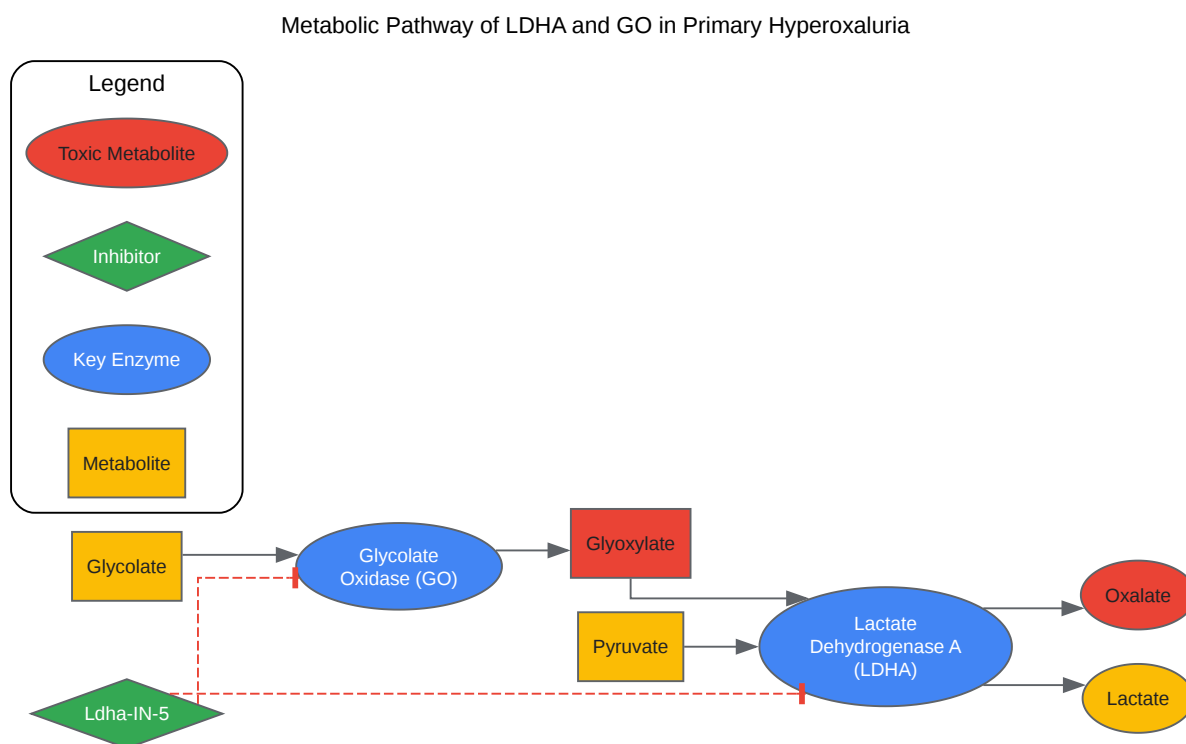 Metabolic Pathway of LDHA and GO in Primary Hyperoxaluria
Legend
Toxic Metabolite
Inhibitor
Key Enzyme
Metabolite
Glycolate
Glycolate
Oxidase (GO)
Glyoxylate
Pyruvate
Lactate
Dehydrogenase A
(LDHA)
Oxalate
Lactate
Ldha-IN-5